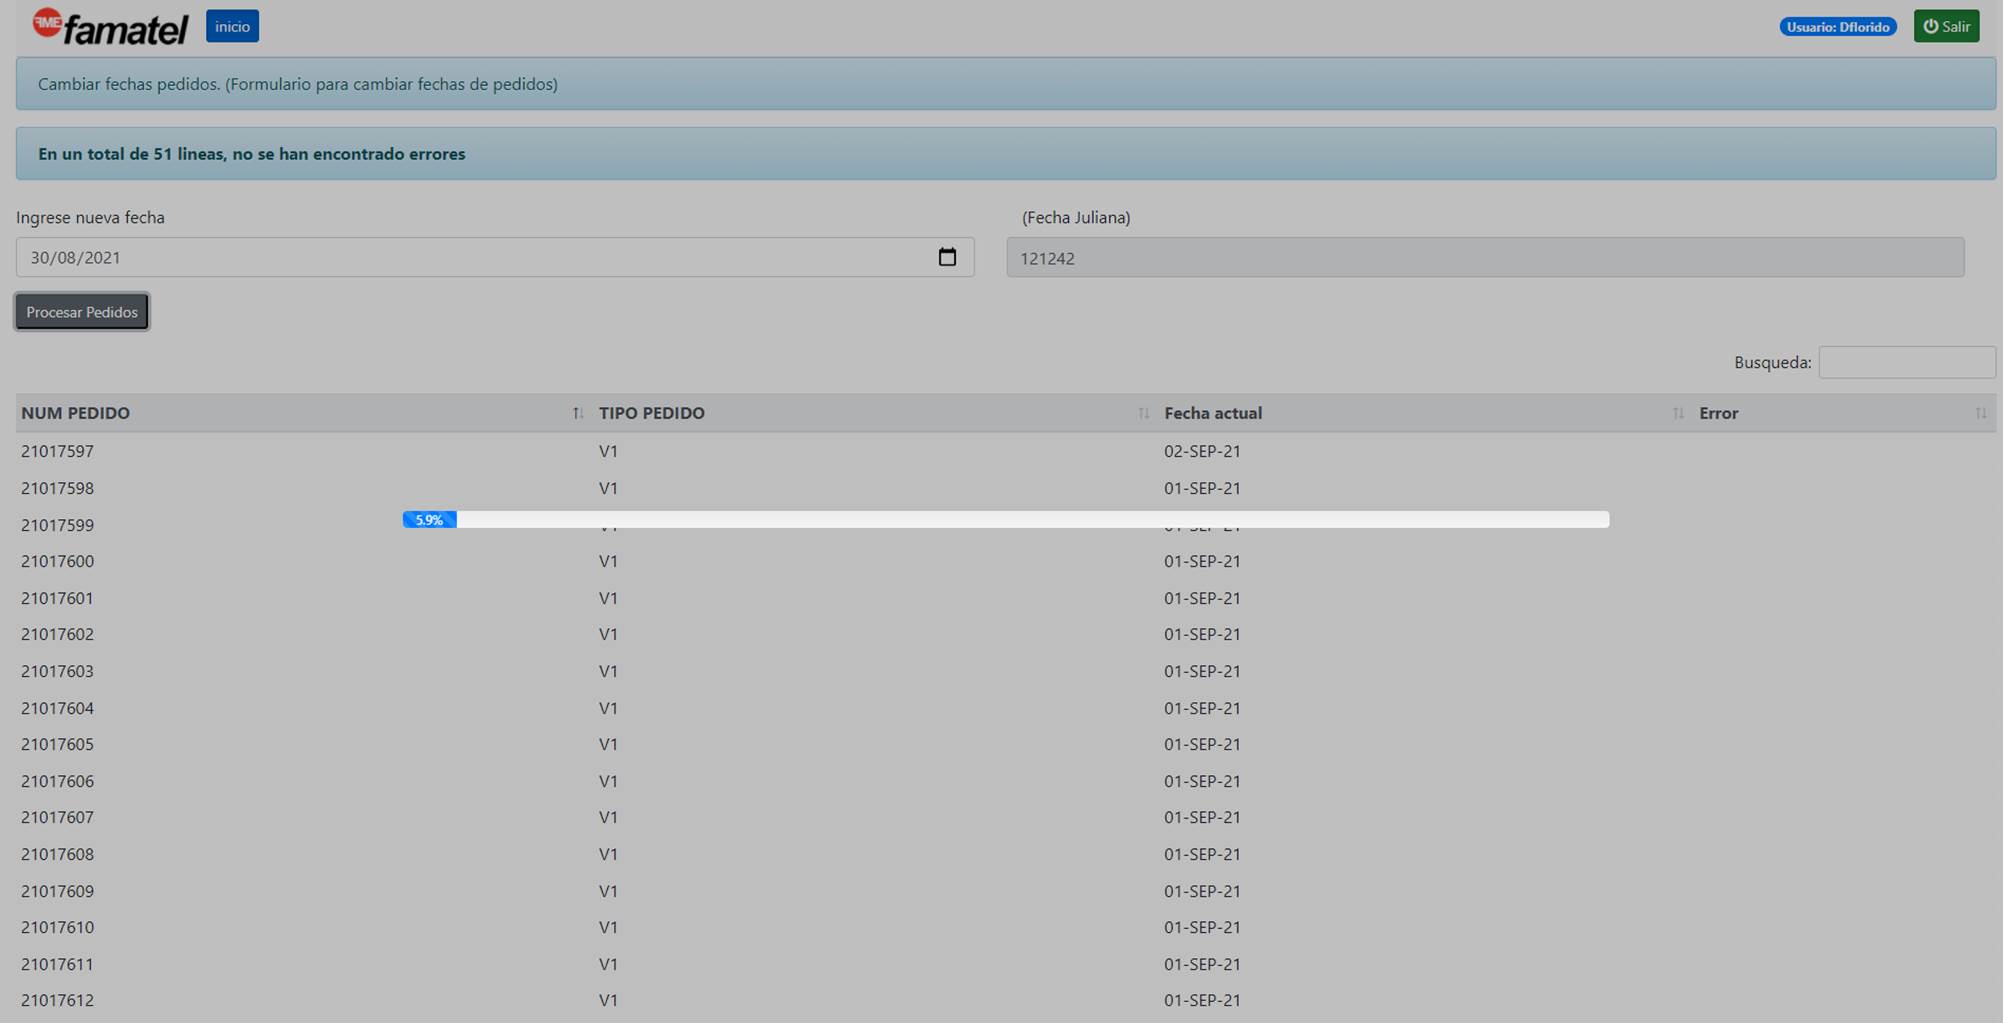 FME famatel inicio Usuario: Dflorido Salir
Cambiar fechas pedidos. (Formulario para cambiar fechas de pedidos)
En un total de 51 lineas, no se han encontrado errores
Ingrese nueva fecha (Fecha Juliana)
30/08/2021 121242
Procesar Pedidos
Busqueda:
NUM PEDIDO TIPO PEDIDO Fecha actual Error
21017597 V1 02-SEP-21
21017598 V1 01-SEP-21
5.9%
21017599 V1 01-SEP-21
21017600 V1 01-SEP-21
21017601 V1 01-SEP-21
21017602 V1 01-SEP-21
21017603 V1 01-SEP-21
21017604 V1 01-SEP-21
21017605 V1 01-SEP-21
21017606 V1 01-SEP-21
21017607 V1 01-SEP-21
21017608 V1 01-SEP-21
21017609 V1 01-SEP-21
21017610 V1 01-SEP-21
21017611 V1 01-SEP-21
21017612 V1 01-SEP-21